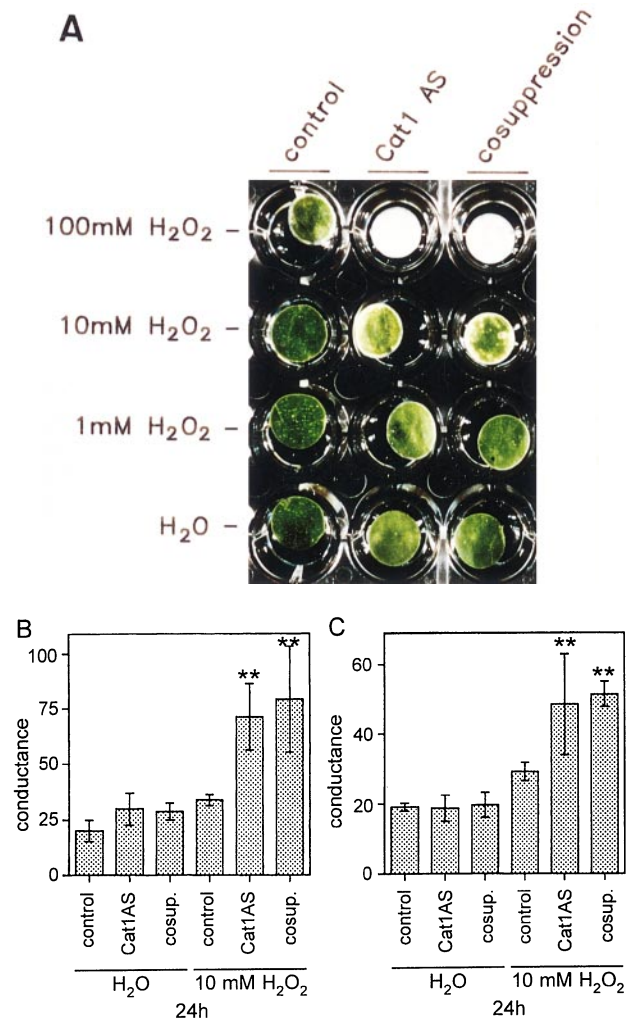 A
control Cat1 AS cosuppression
100mM H₂O₂ –
10mM H₂O₂ –
1mM H₂O₂ –
H₂O –
B
conductance
100
75
50
25
0
** **
control Cat1AS cosup. control Cat1AS cosup.
H₂O 10 mM H₂O₂
24h
C
conductance
60
40
20
0
** **
control Cat1AS cosup. control Cat1AS cosup.
H₂O 10 mM H₂O₂
24h